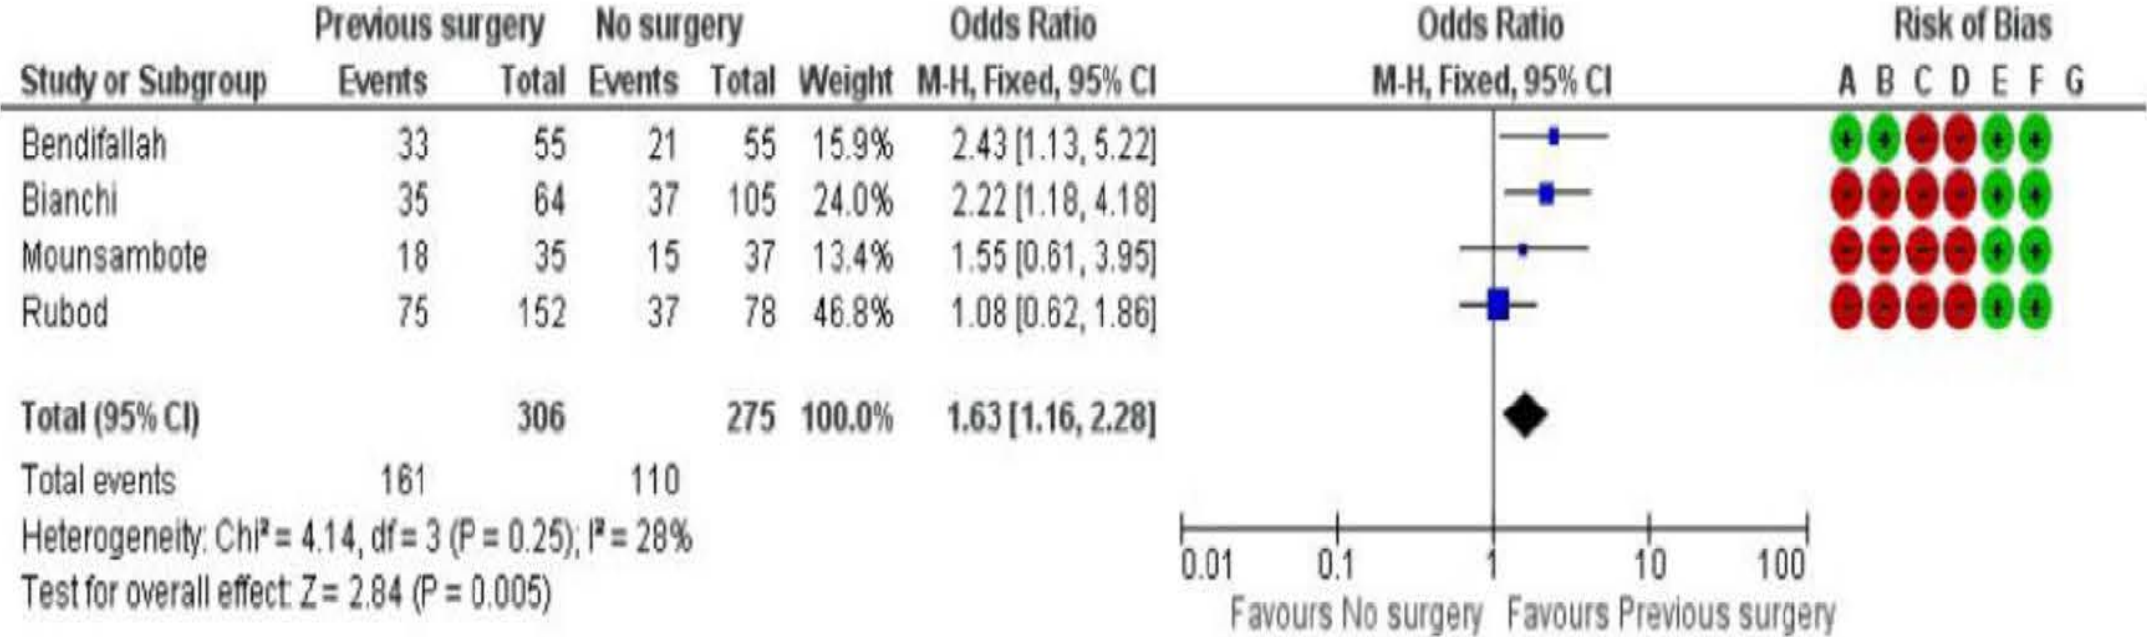 Previous surgery No surgery Odds Ratio Odds Ratio Risk of Bias
Study or Subgroup Events Total Events Total Weight M-H, Fixed, 95% CI M-H, Fixed, 95% CI A B C D E F G
Bendifallah 33 55 21 55 15.9% 2.43 [1.13, 5.22] + + - - + +
Bianchi 35 64 37 105 24.0% 2.22 [1.18, 4.18] - - - - + +
Mounsambote 18 35 15 37 13.4% 1.55 [0.61, 3.95] - - - - + +
Rubod 75 152 37 78 46.8% 1.08 [0.62, 1.86] - - - - + +
Total (95% CI) 306 275 100.0% 1.63 [1.16, 2.28]
Total events 161 110
Heterogeneity: Chi² = 4.14, df = 3 (P = 0.25); I² = 28%
Test for overall effect: Z = 2.84 (P = 0.005)
0.01 0.1 1 10 100
Favours No surgery Favours Previous surgery